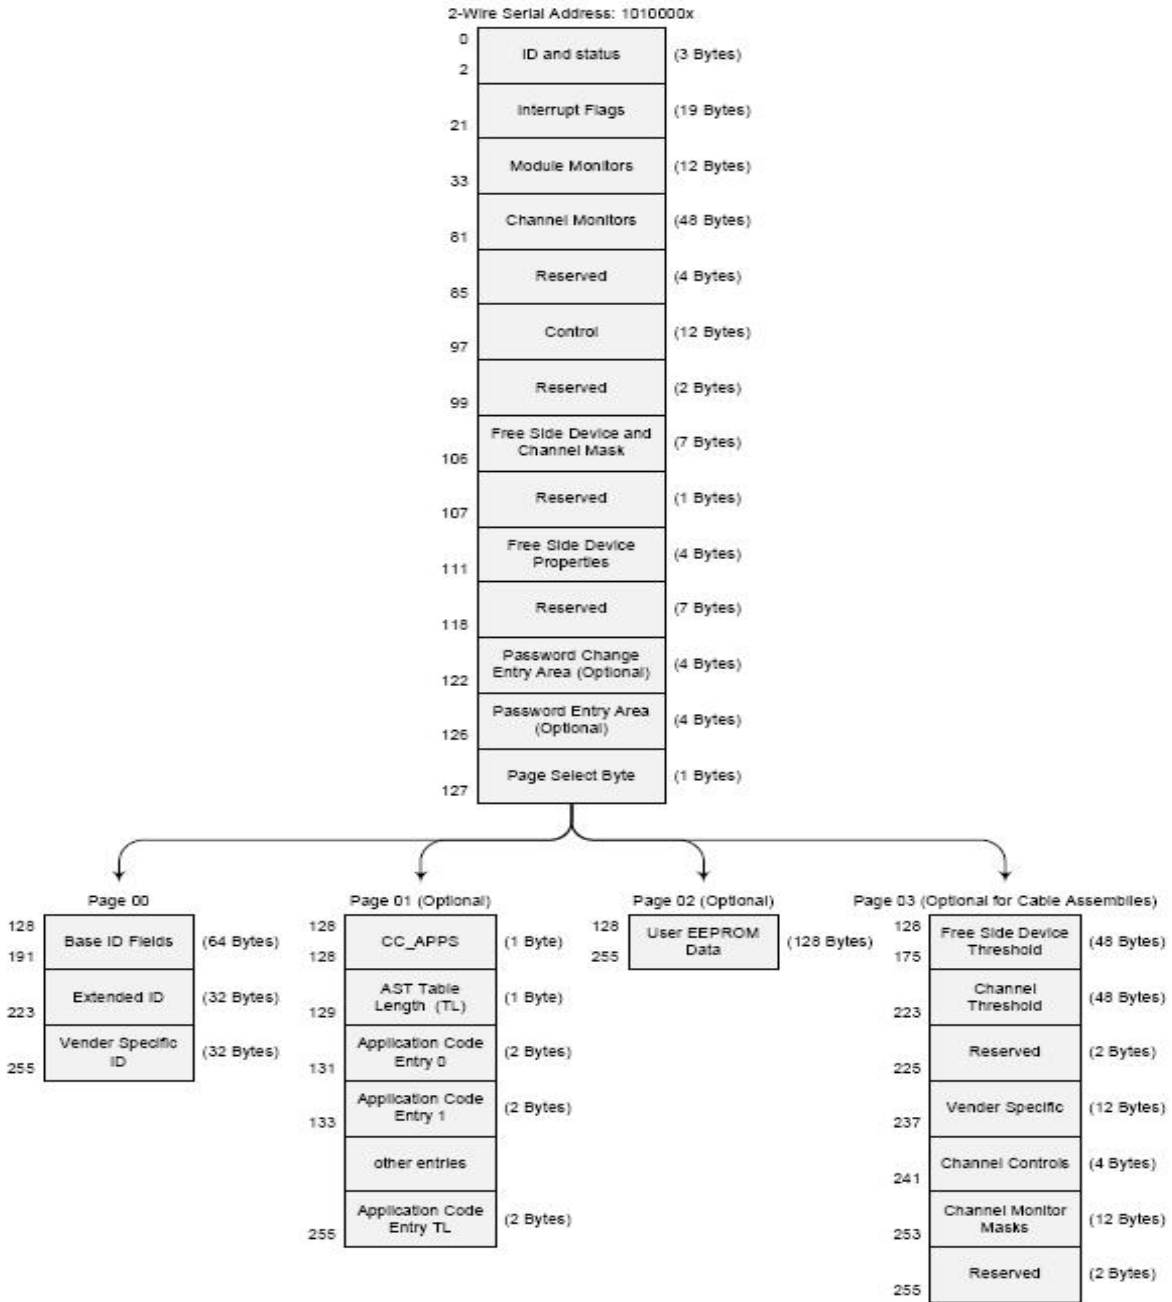 2-Wire Serial Address: 1010000x
0
ID and status (3 Bytes)
2
Interrupt Flags (19 Bytes)
21
Module Monitors (12 Bytes)
33
Channel Monitors (48 Bytes)
81
Reserved (4 Bytes)
85
Control (12 Bytes)
97
Reserved (2 Bytes)
99
Free Side Device and
Channel Mask (7 Bytes)
106
Reserved (1 Bytes)
107
Free Side Device
Properties (4 Bytes)
111
Reserved (7 Bytes)
118
Password Change
Entry Area (Optional) (4 Bytes)
122
Password Entry Area
(Optional) (4 Bytes)
126
Page Select Byte (1 Bytes)
127
Page 00
128
Base ID Fields (64 Bytes)
191
Extended ID (32 Bytes)
223
Vender Specific
ID (32 Bytes)
255
Page 01 (Optional)
128
CC_APPS (1 Byte)
128
AST Table
Length (TL) (1 Byte)
129
Application Code
Entry 0 (2 Bytes)
131
Application Code
Entry 1 (2 Bytes)
133
other entries
Application Code
Entry TL (2 Bytes)
255
Page 02 (Optional)
128
User EEPROM
Data (128 Bytes)
255
Page 03 (Optional for Cable Assemblies)
128
Free Side Device
Threshold (48 Bytes)
175
Channel
Threshold (48 Bytes)
223
Reserved (2 Bytes)
225
Vender Specific (12 Bytes)
237
Channel Controls (4 Bytes)
241
Channel Monitor
Masks (12 Bytes)
253
Reserved (2 Bytes)
255